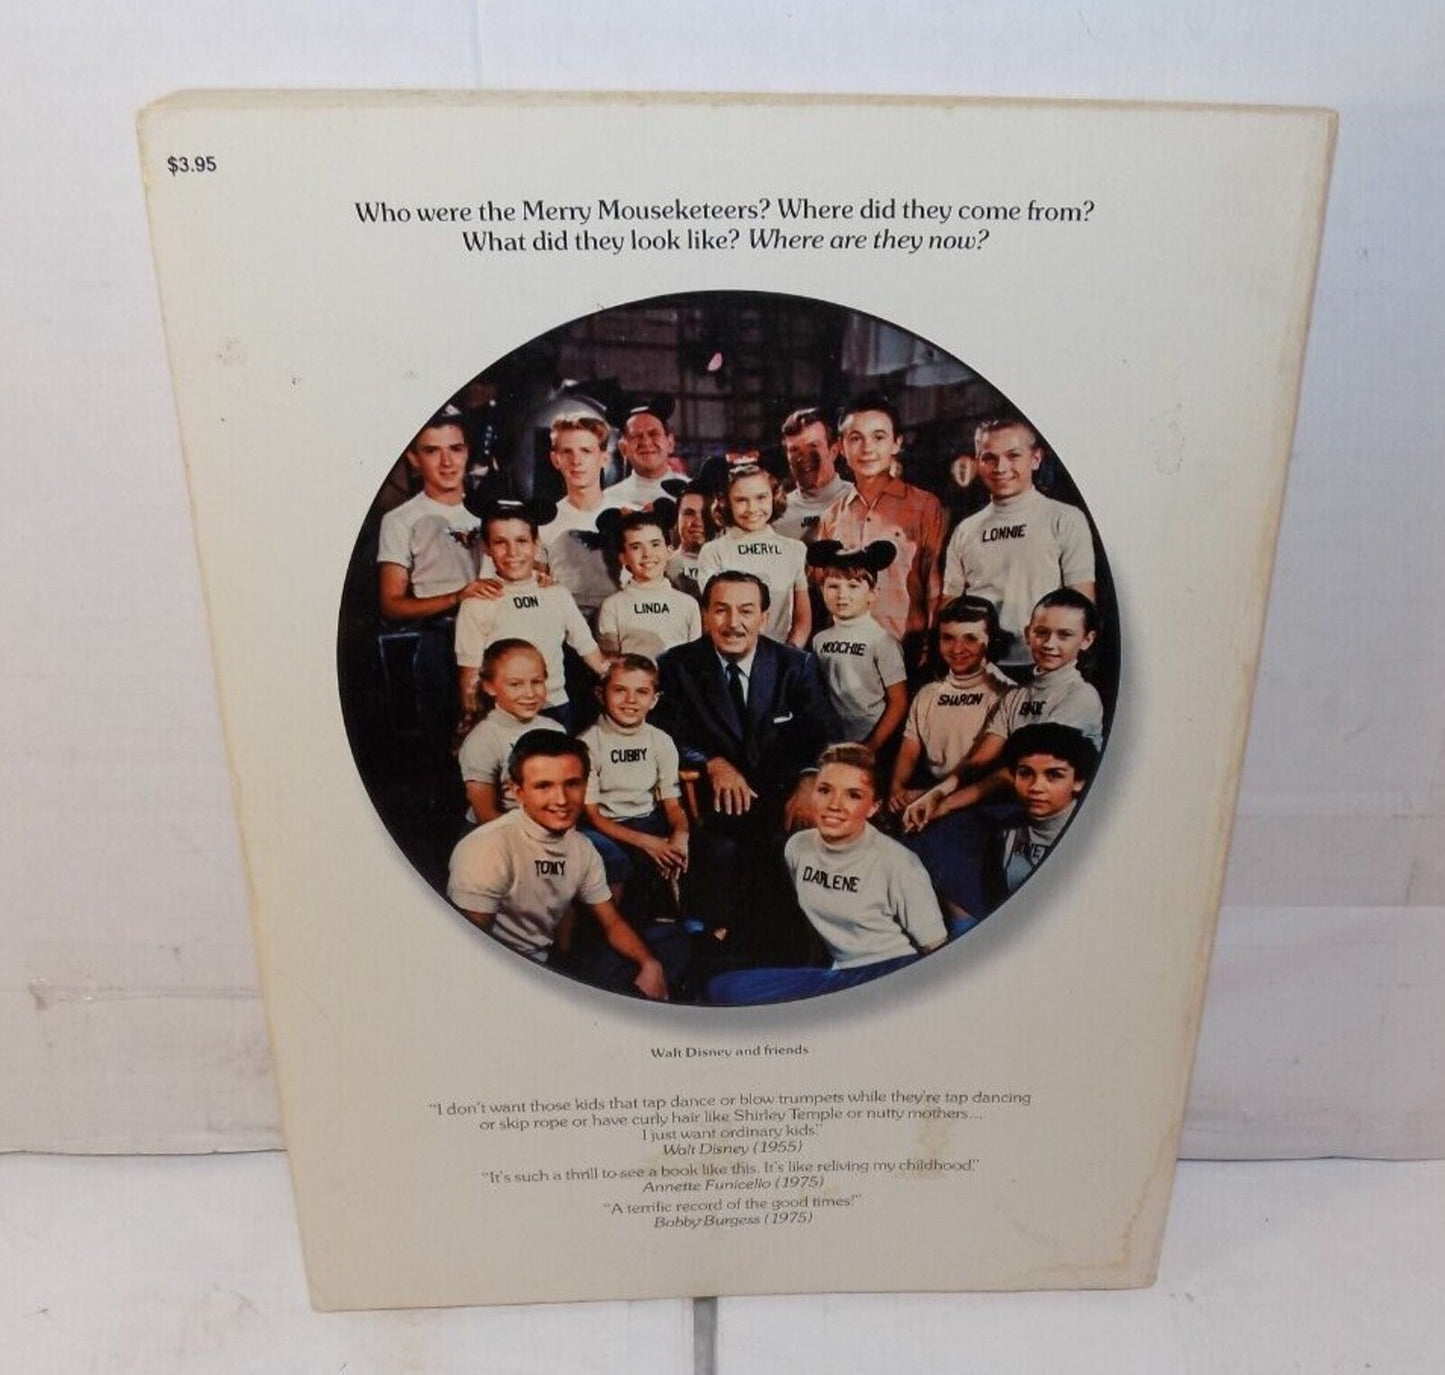 $3.95
Who were the Merry Mouseketeers? Where did they come from?
What did they look like? Where are they now?
LONNIE
CHERYL
DON
LINDA
MOOCHIE
SHARON
CUBBY
TOMMY
DARLENE
Walt Disney and friends
“I don't want those kids that tap dance or blow trumpets while they're tap dancing
or skip rope or have curly hair like Shirley Temple or nutty mothers...
I just want ordinary kids.”
Walt Disney (1955)
“It's such a thrill to see a book like this. It's like reliving my childhood.”
Annette Funicello (1975)
“A terrific record of the good times!”
Bobby Burgess (1975)